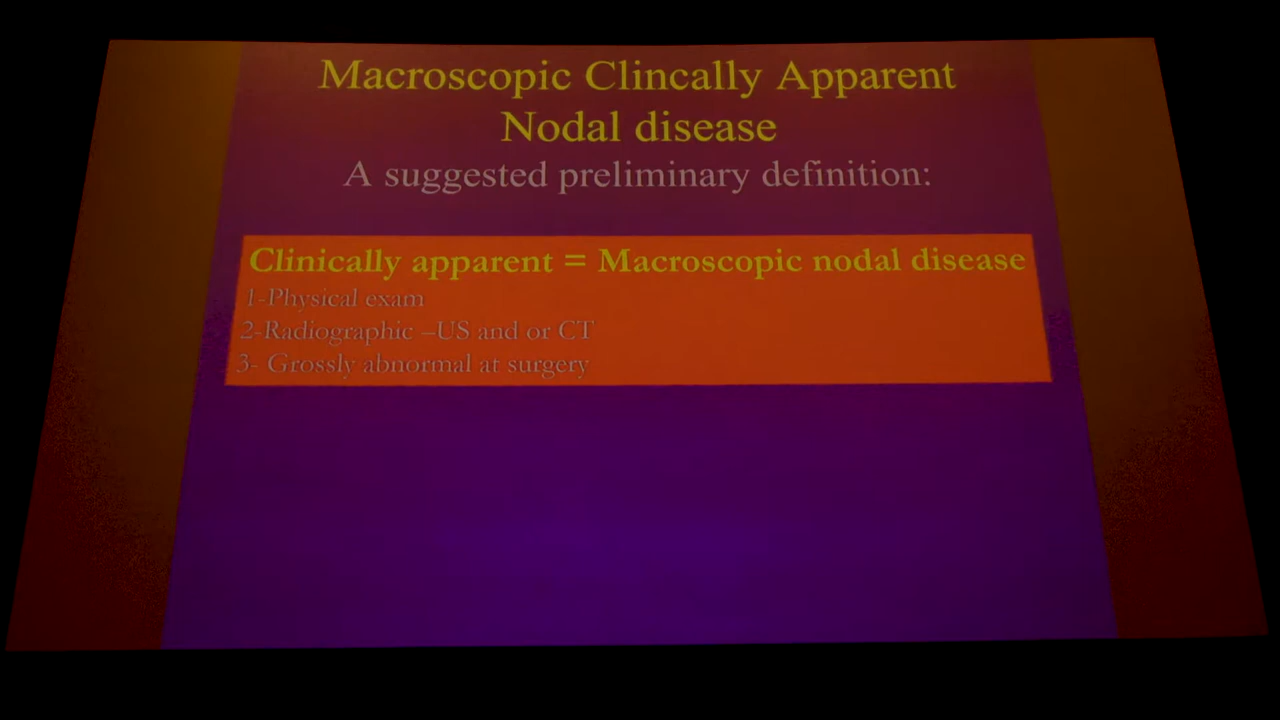 Macroscopic Clincally Apparent
Nodal disease
A suggested preliminary definition:
Clinically apparent = Macroscopic nodal disease
1-Physical exam
2-Radiographic –US and or CT
3- Grossly abnormal at surgery